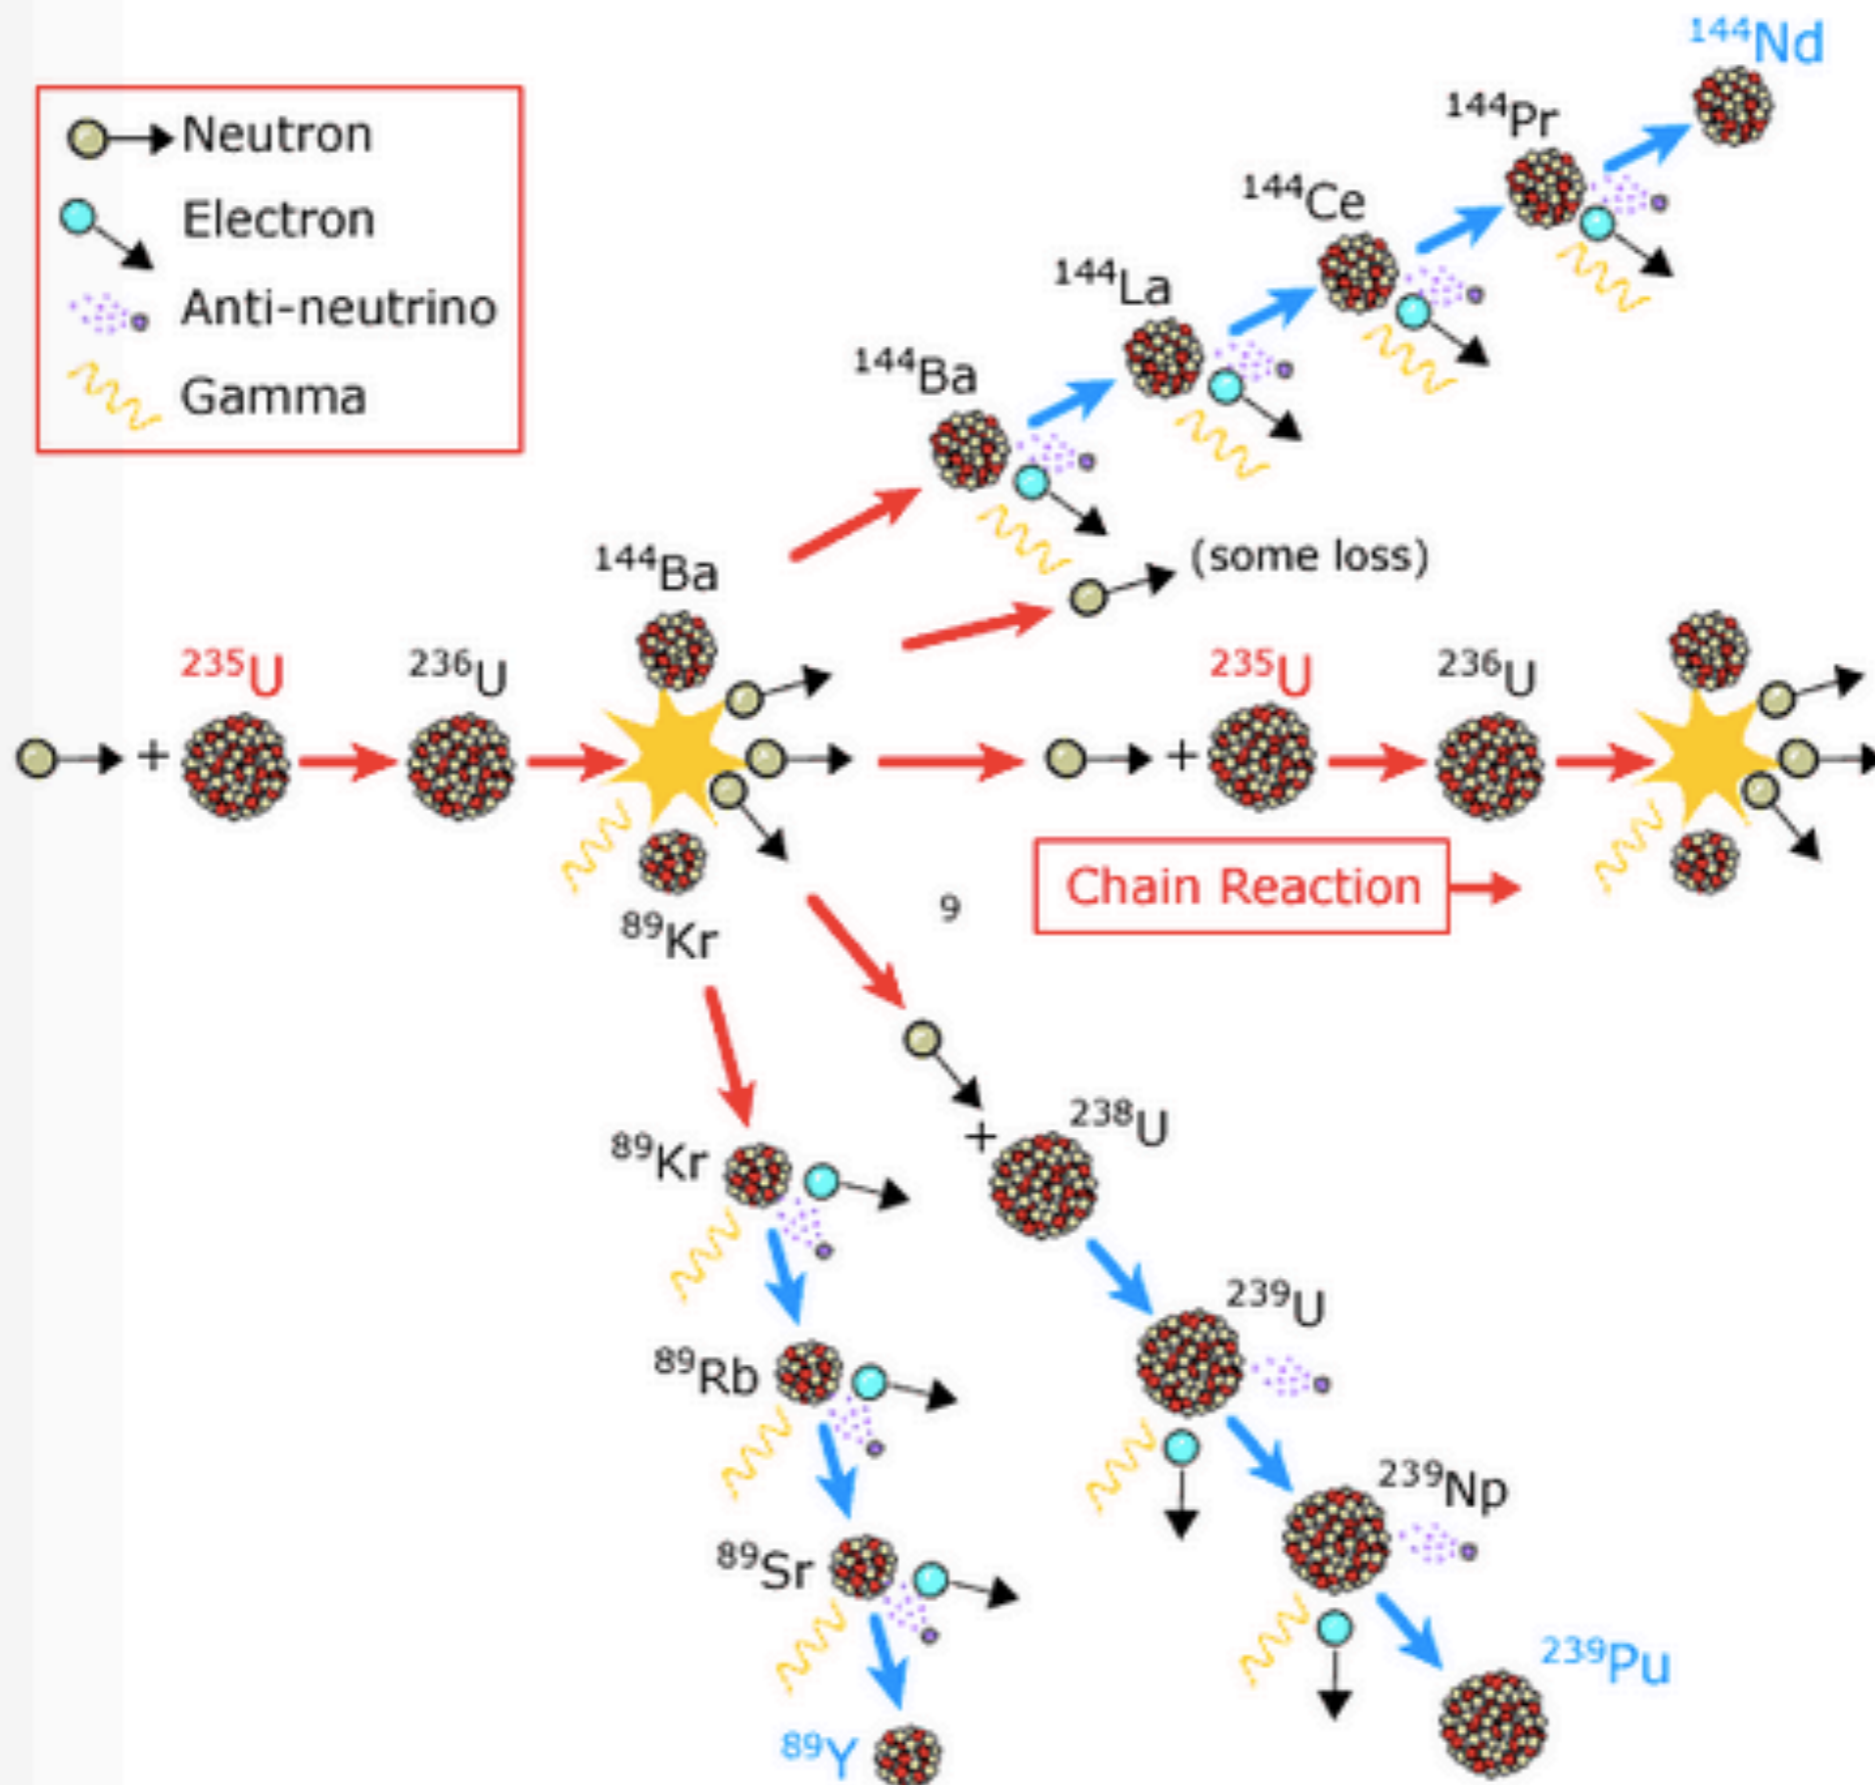 Neutron
Electron
Anti-neutrino
Gamma
¹⁴⁴Nd
¹⁴⁴Pr
¹⁴⁴Ce
¹⁴⁴La
¹⁴⁴Ba
(some loss)
¹⁴⁴Ba
²³⁵U
²³⁶U
²³⁵U
²³⁶U
+
+
Chain Reaction
9
⁸⁹Kr
⁸⁹Kr
+
²³⁸U
²³⁹U
⁸⁹Rb
²³⁹Np
⁸⁹Sr
²³⁹Pu
⁸⁹Y